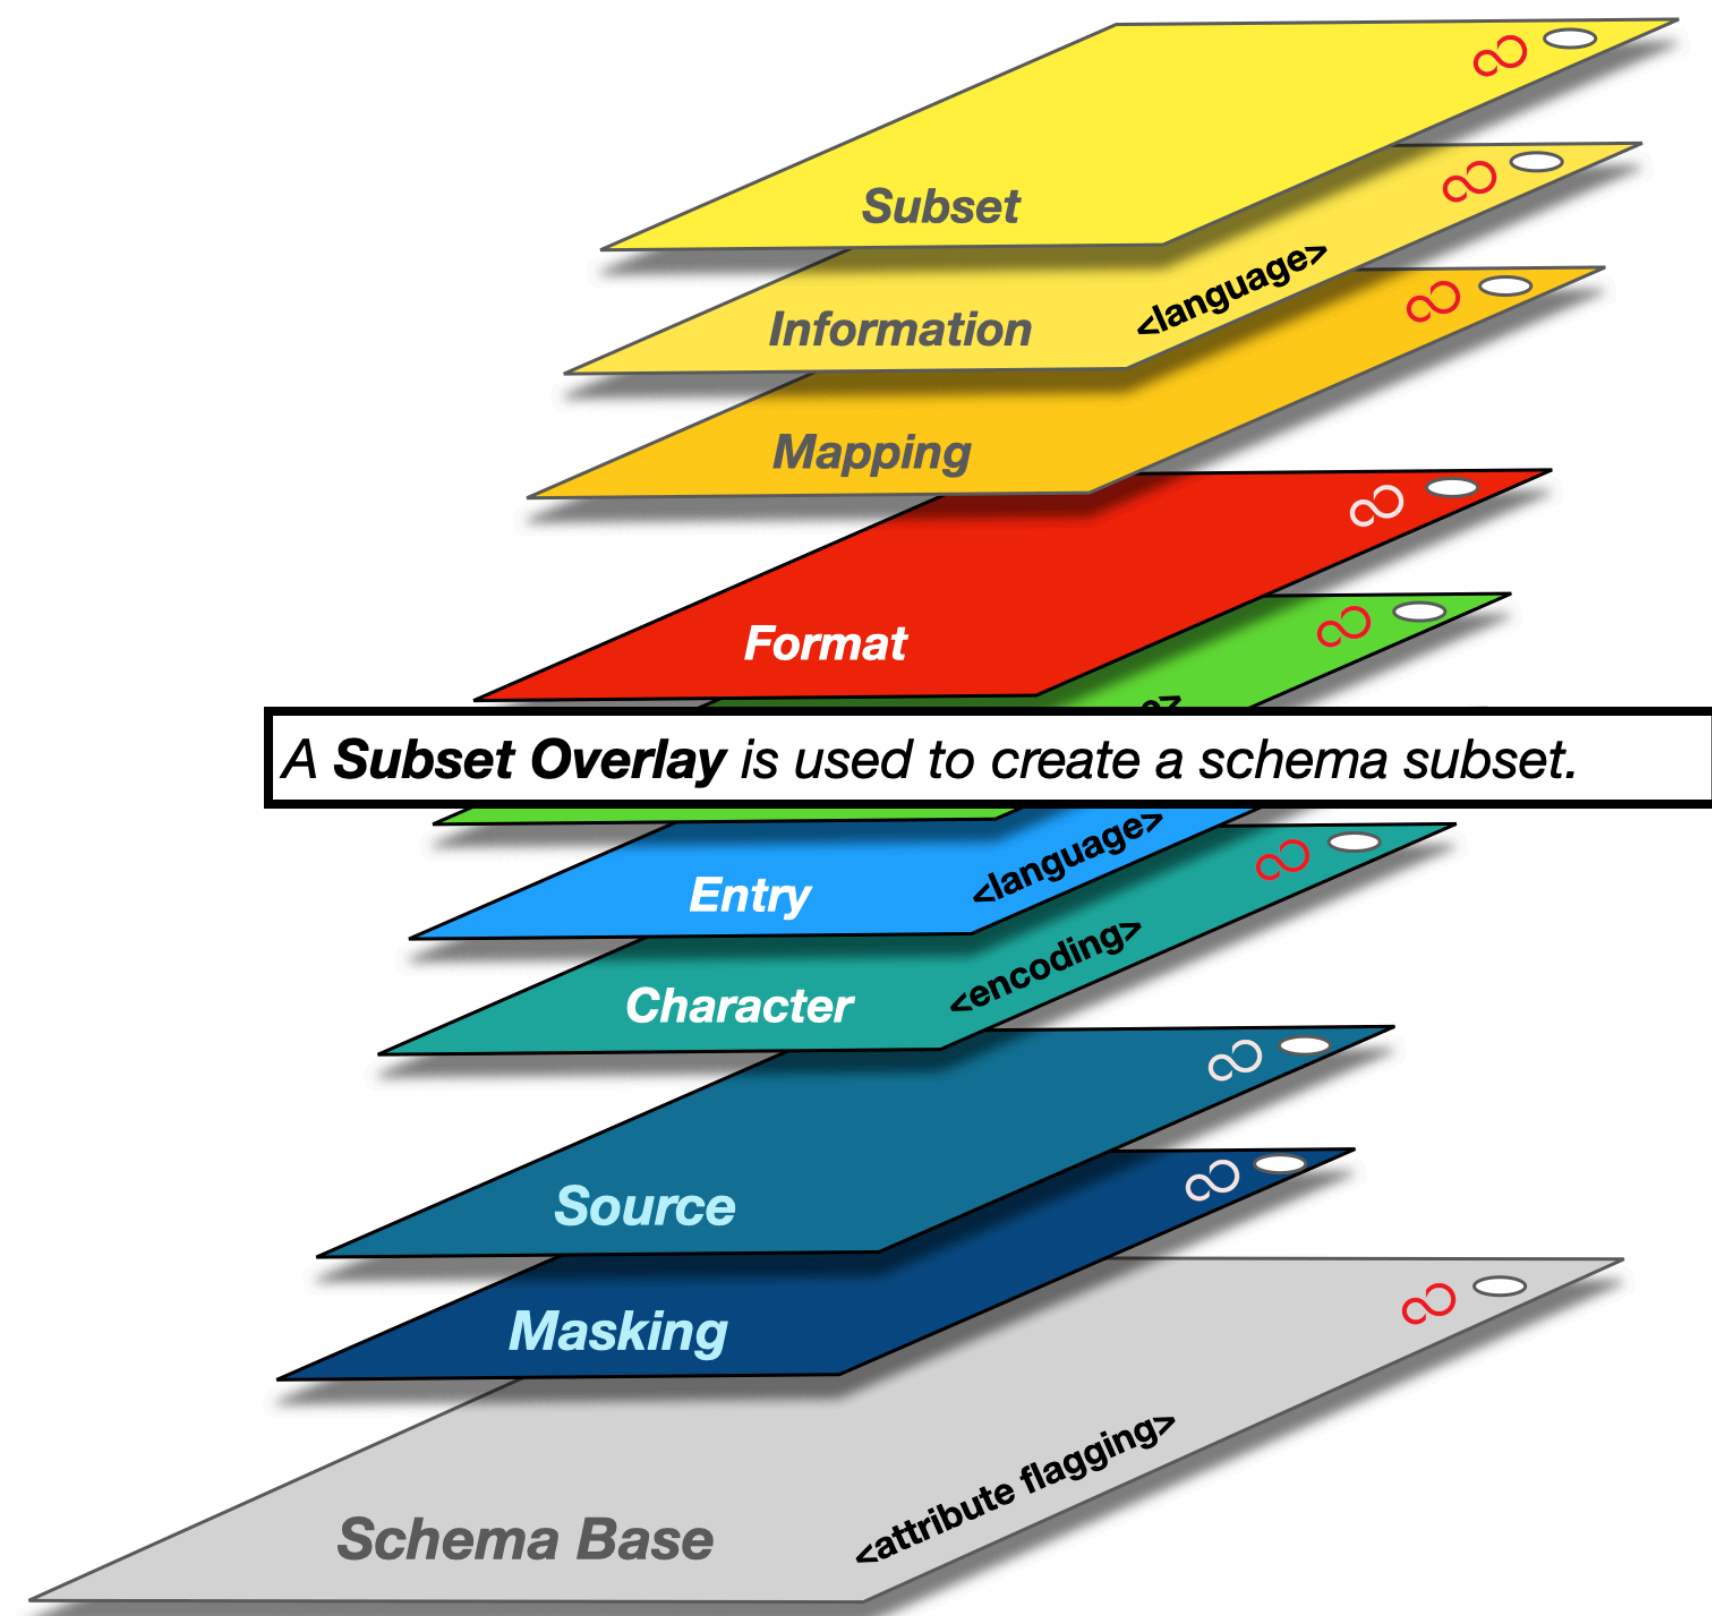 Subset
Information
<language>
Mapping
Format
A Subset Overlay is used to create a schema subset.
Entry
<language>
Character
<encoding>
Source
Masking
Schema Base
<attribute flagging>